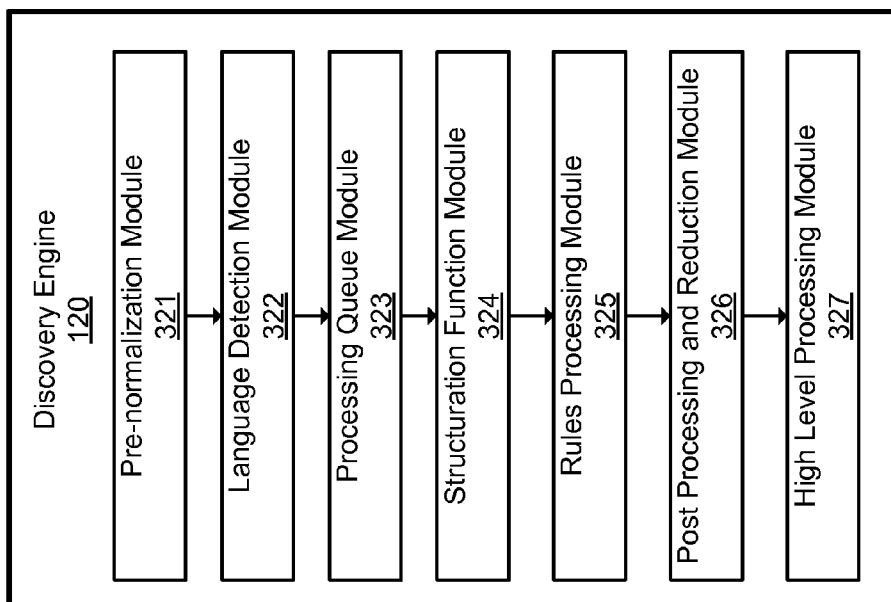 Discovery Engine
120
Pre-normalization Module
321
Language Detection Module
322
Processing Queue Module
323
Structuration Function Module
324
Rules Processing Module
325
Post Processing and Reduction Module
326
High Level Processing Module
327